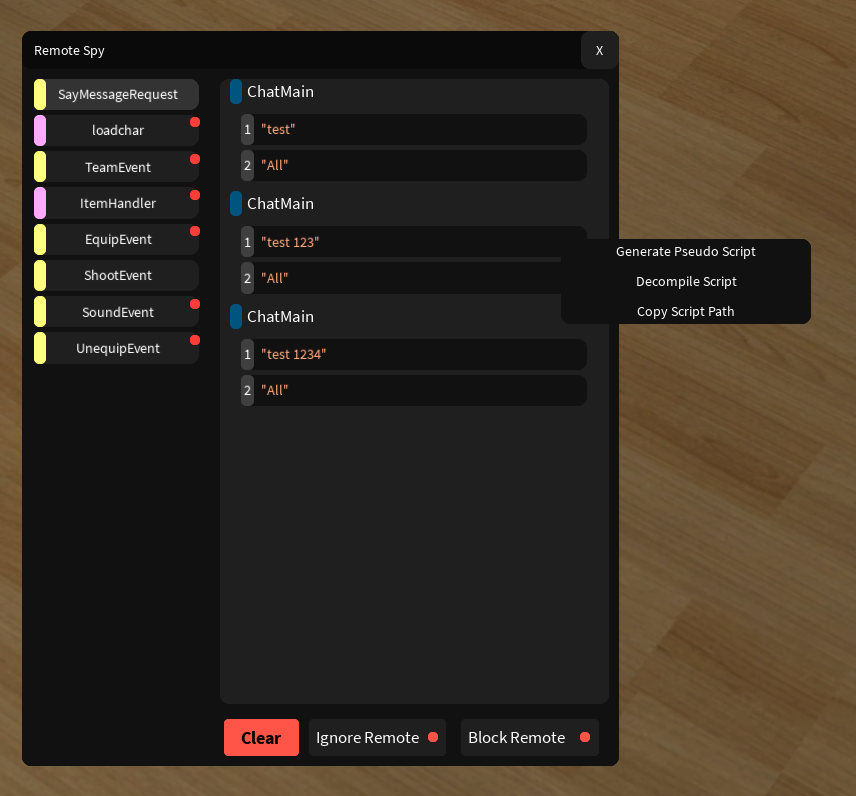 Remote Spy
X
SayMessageRequest
loadchar
TeamEvent
ItemHandler
EquipEvent
ShootEvent
SoundEvent
UnequipEvent
ChatMain
1 "test"
2 "All"
ChatMain
1 "test 123"
2 "All"
ChatMain
1 "test 1234"
2 "All"
Generate Pseudo Script
Decompile Script
Copy Script Path
Clear
Ignore Remote
Block Remote